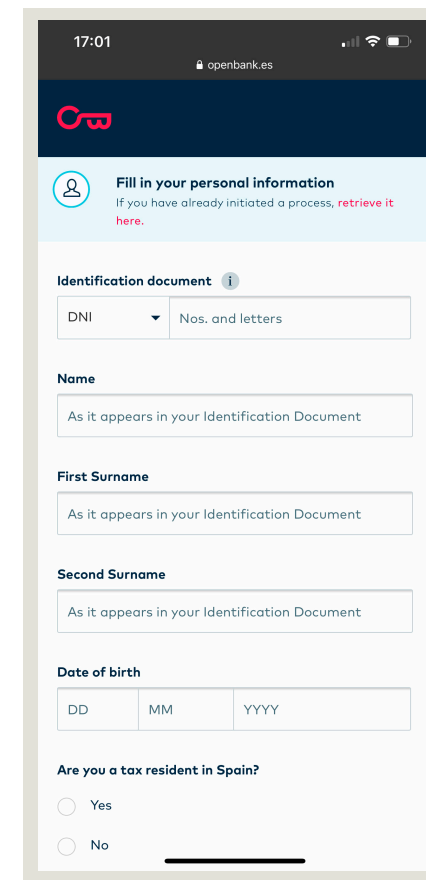 17:01
openbank.es
Fill in your personal information
If you have already initiated a process, retrieve it
here.
Identification document i
DNI Nos. and letters
Name
As it appears in your Identification Document
First Surname
As it appears in your Identification Document
Second Surname
As it appears in your Identification Document
Date of birth
DD MM YYYY
Are you a tax resident in Spain?
Yes
No